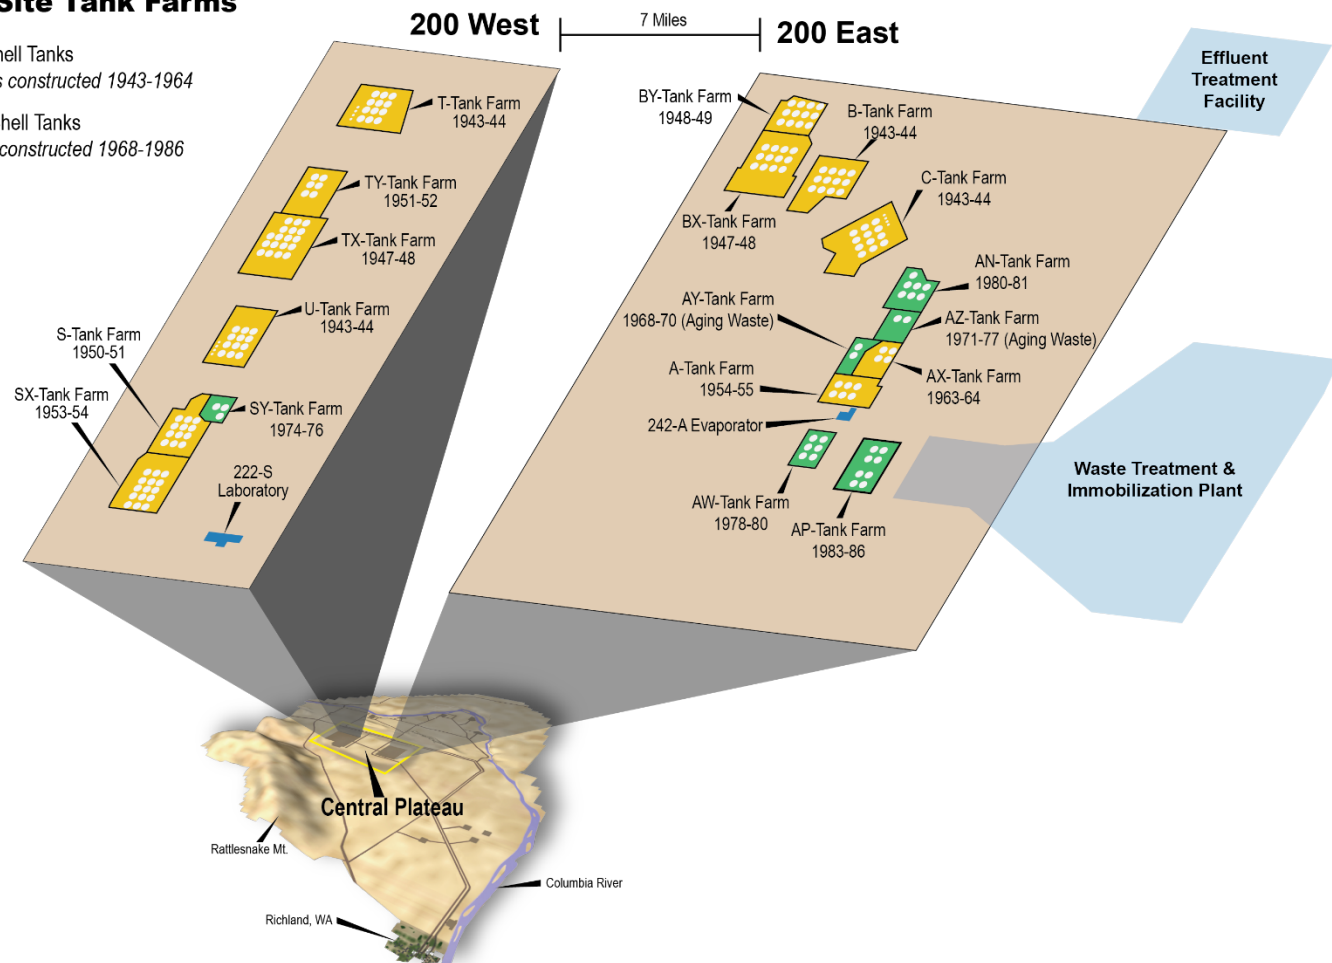 Site Tank Farms
hell Tanks
s constructed 1943-1964
hell Tanks
constructed 1968-1986
200 West
7 Miles
200 East
T-Tank Farm
1943-44
TY-Tank Farm
1951-52
TX-Tank Farm
1947-48
U-Tank Farm
1943-44
S-Tank Farm
1950-51
SX-Tank Farm
1953-54
SY-Tank Farm
1974-76
222-S
Laboratory
BY-Tank Farm
1948-49
B-Tank Farm
1943-44
BX-Tank Farm
1947-48
C-Tank Farm
1943-44
AN-Tank Farm
1980-81
AY-Tank Farm
1968-70 (Aging Waste)
AZ-Tank Farm
1971-77 (Aging Waste)
A-Tank Farm
1954-55
AX-Tank Farm
1963-64
242-A Evaporator
AW-Tank Farm
1978-80
AP-Tank Farm
1983-86
Effluent
Treatment
Facility
Waste Treatment &
Immobilization Plant
Central Plateau
Rattlesnake Mt.
Columbia River
Richland, WA